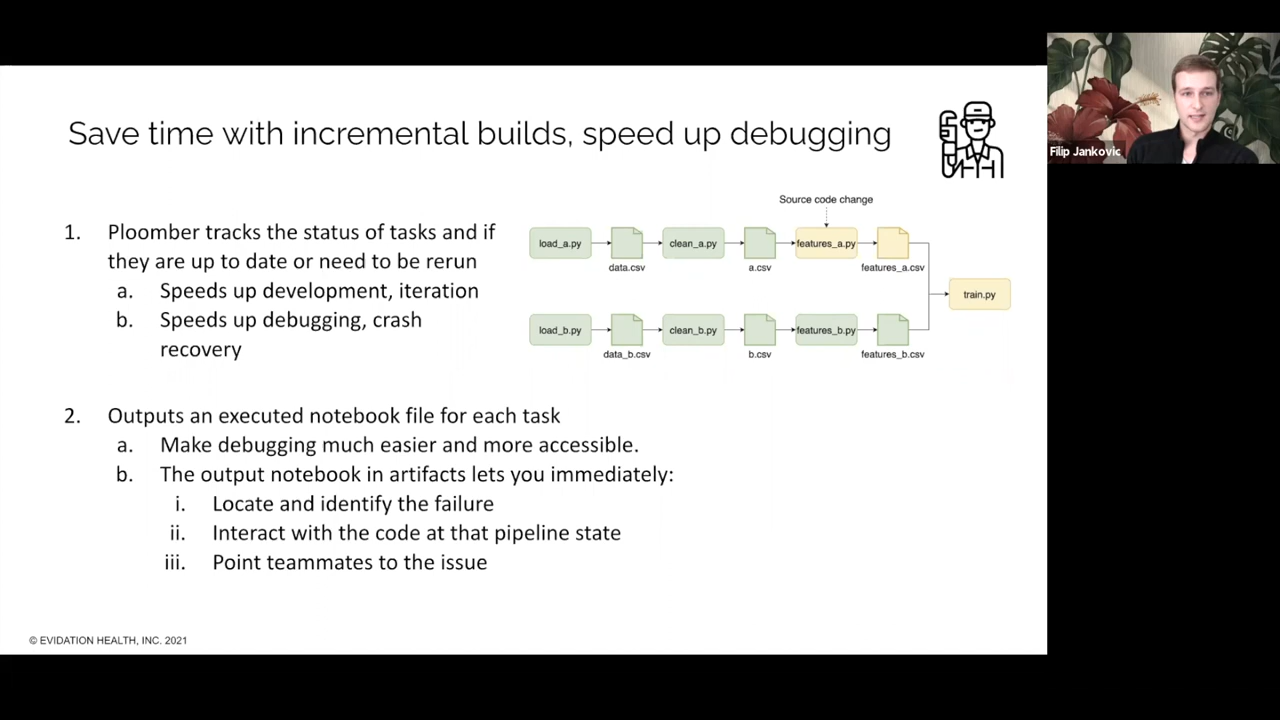 Save time with incremental builds, speed up debugging
Filip Jankovic
1. Ploomber tracks the status of tasks and if
they are up to date or need to be rerun
a. Speeds up development, iteration
b. Speeds up debugging, crash
recovery
Source code change
load_a.py
data.csv
clean_a.py
a.csv
features_a.py
features_a.csv
train.py
load_b.py
data_b.csv
clean_b.py
b.csv
features_b.py
features_b.csv
2. Outputs an executed notebook file for each task
a. Make debugging much easier and more accessible.
b. The output notebook in artifacts lets you immediately:
i. Locate and identify the failure
ii. Interact with the code at that pipeline state
iii. Point teammates to the issue
© EVIDATION HEALTH, INC. 2021